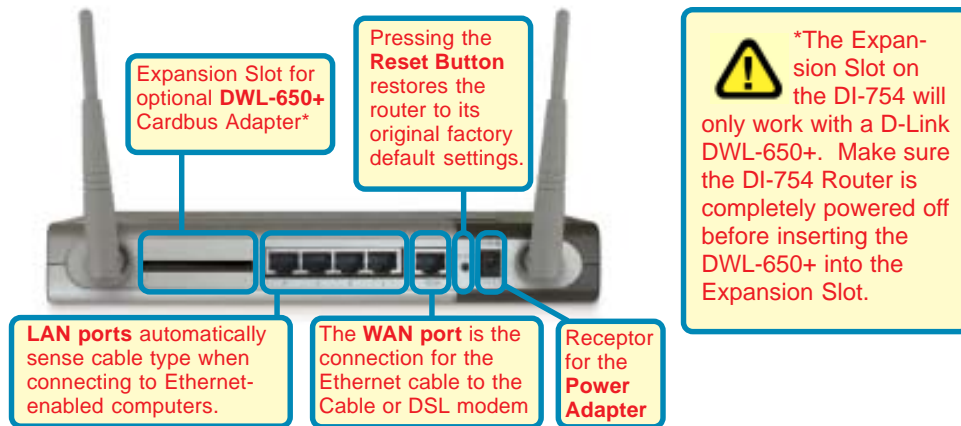 Expansion Slot for
optional DWL-650+
Cardbus Adapter*
Pressing the
Reset Button
restores the
router to its
original factory
default settings.
*The Expan-
sion Slot on
the DI-754 will
only work with a D-Link
DWL-650+.  Make sure
the DI-754 Router is
completely powered off
before inserting the
DWL-650+ into the
Expansion Slot.
LAN ports automatically
sense cable type when
connecting to Ethernet-
enabled computers.
The WAN port is the
connection for the
Ethernet cable to the
Cable or DSL modem
Receptor
for the
Power
Adapter